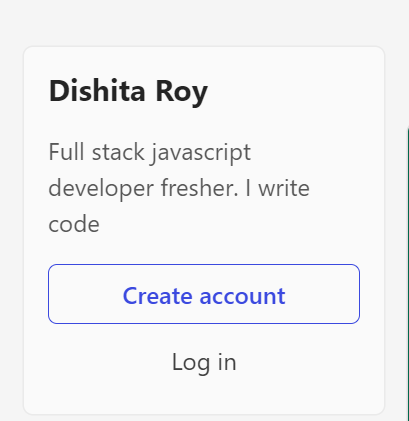 Dishita Roy
Full stack javascript
developer fresher. I write
code
Create account
Log in